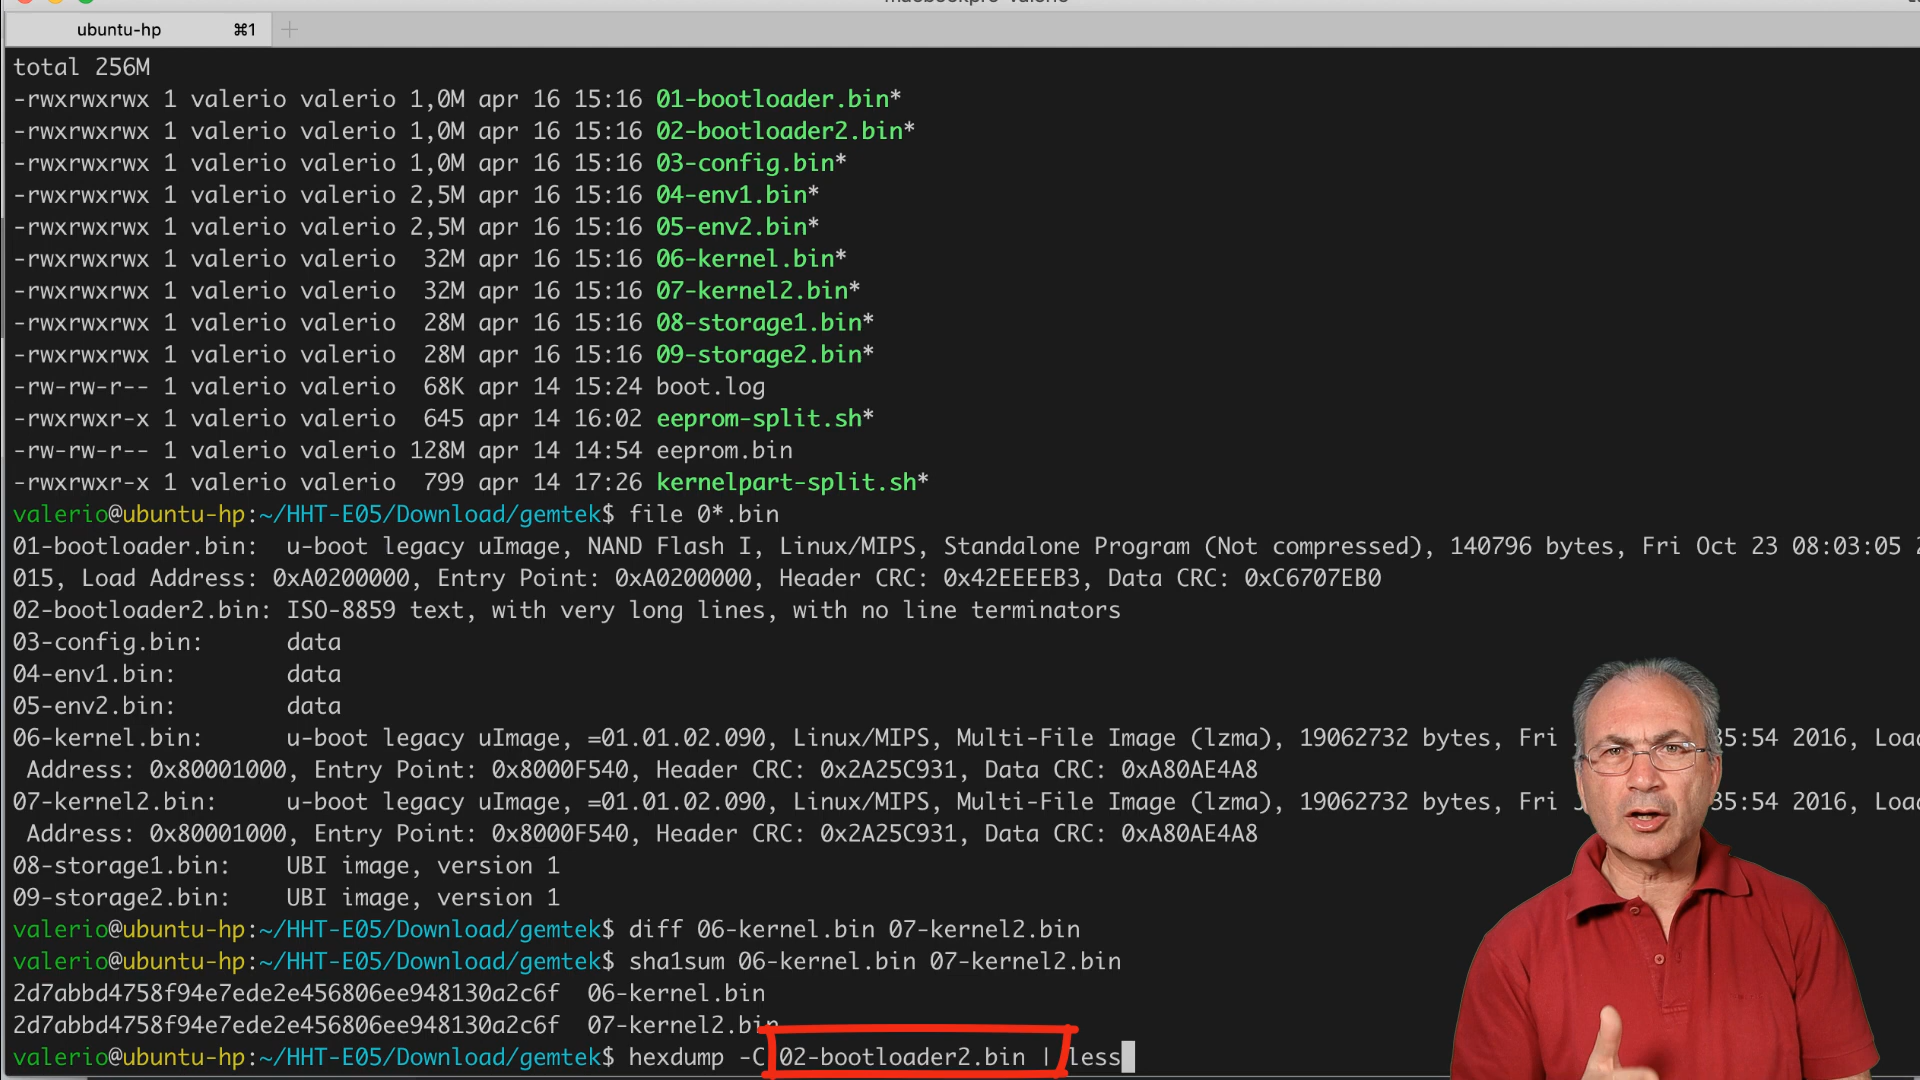 macbookpro-valerio
ubuntu-hp ⌘1 +
total 256M
-rwxrwxrwx 1 valerio valerio 1,0M apr 16 15:16 01-bootloader.bin*
-rwxrwxrwx 1 valerio valerio 1,0M apr 16 15:16 02-bootloader2.bin*
-rwxrwxrwx 1 valerio valerio 1,0M apr 16 15:16 03-config.bin*
-rwxrwxrwx 1 valerio valerio 2,5M apr 16 15:16 04-env1.bin*
-rwxrwxrwx 1 valerio valerio 2,5M apr 16 15:16 05-env2.bin*
-rwxrwxrwx 1 valerio valerio  32M apr 16 15:16 06-kernel.bin*
-rwxrwxrwx 1 valerio valerio  32M apr 16 15:16 07-kernel2.bin*
-rwxrwxrwx 1 valerio valerio  28M apr 16 15:16 08-storage1.bin*
-rwxrwxrwx 1 valerio valerio  28M apr 16 15:16 09-storage2.bin*
-rw-rw-r-- 1 valerio valerio  68K apr 14 15:24 boot.log
-rwxrwxr-x 1 valerio valerio  645 apr 14 16:02 eeprom-split.sh*
-rw-rw-r-- 1 valerio valerio 128M apr 14 14:54 eeprom.bin
-rwxrwxr-x 1 valerio valerio  799 apr 14 17:26 kernelpart-split.sh*
valerio@ubuntu-hp:~/HHT-E05/Download/gemtek$ file 0*.bin
01-bootloader.bin:  u-boot legacy uImage, NAND Flash I, Linux/MIPS, Standalone Program (Not compressed), 140796 bytes, Fri Oct 23 08:03:05 2
015, Load Address: 0xA0200000, Entry Point: 0xA0200000, Header CRC: 0x42EEEEB3, Data CRC: 0xC6707EB0
02-bootloader2.bin: ISO-8859 text, with very long lines, with no line terminators
03-config.bin:      data
04-env1.bin:        data
05-env2.bin:        data
06-kernel.bin:      u-boot legacy uImage, =01.01.02.090, Linux/MIPS, Multi-File Image (lzma), 19062732 bytes, Fri 35:54 2016, Load
 Address: 0x80001000, Entry Point: 0x8000F540, Header CRC: 0x2A25C931, Data CRC: 0xA80AE4A8
07-kernel2.bin:     u-boot legacy uImage, =01.01.02.090, Linux/MIPS, Multi-File Image (lzma), 19062732 bytes, Fri 35:54 2016, Load
 Address: 0x80001000, Entry Point: 0x8000F540, Header CRC: 0x2A25C931, Data CRC: 0xA80AE4A8
08-storage1.bin:    UBI image, version 1
09-storage2.bin:    UBI image, version 1
valerio@ubuntu-hp:~/HHT-E05/Download/gemtek$ diff 06-kernel.bin 07-kernel2.bin
valerio@ubuntu-hp:~/HHT-E05/Download/gemtek$ sha1sum 06-kernel.bin 07-kernel2.bin
2d7abbd4758f94e7ede2e456806ee948130a2c6f  06-kernel.bin
2d7abbd4758f94e7ede2e456806ee948130a2c6f  07-kernel2.bin
valerio@ubuntu-hp:~/HHT-E05/Download/gemtek$ hexdump -C 02-bootloader2.bin | less